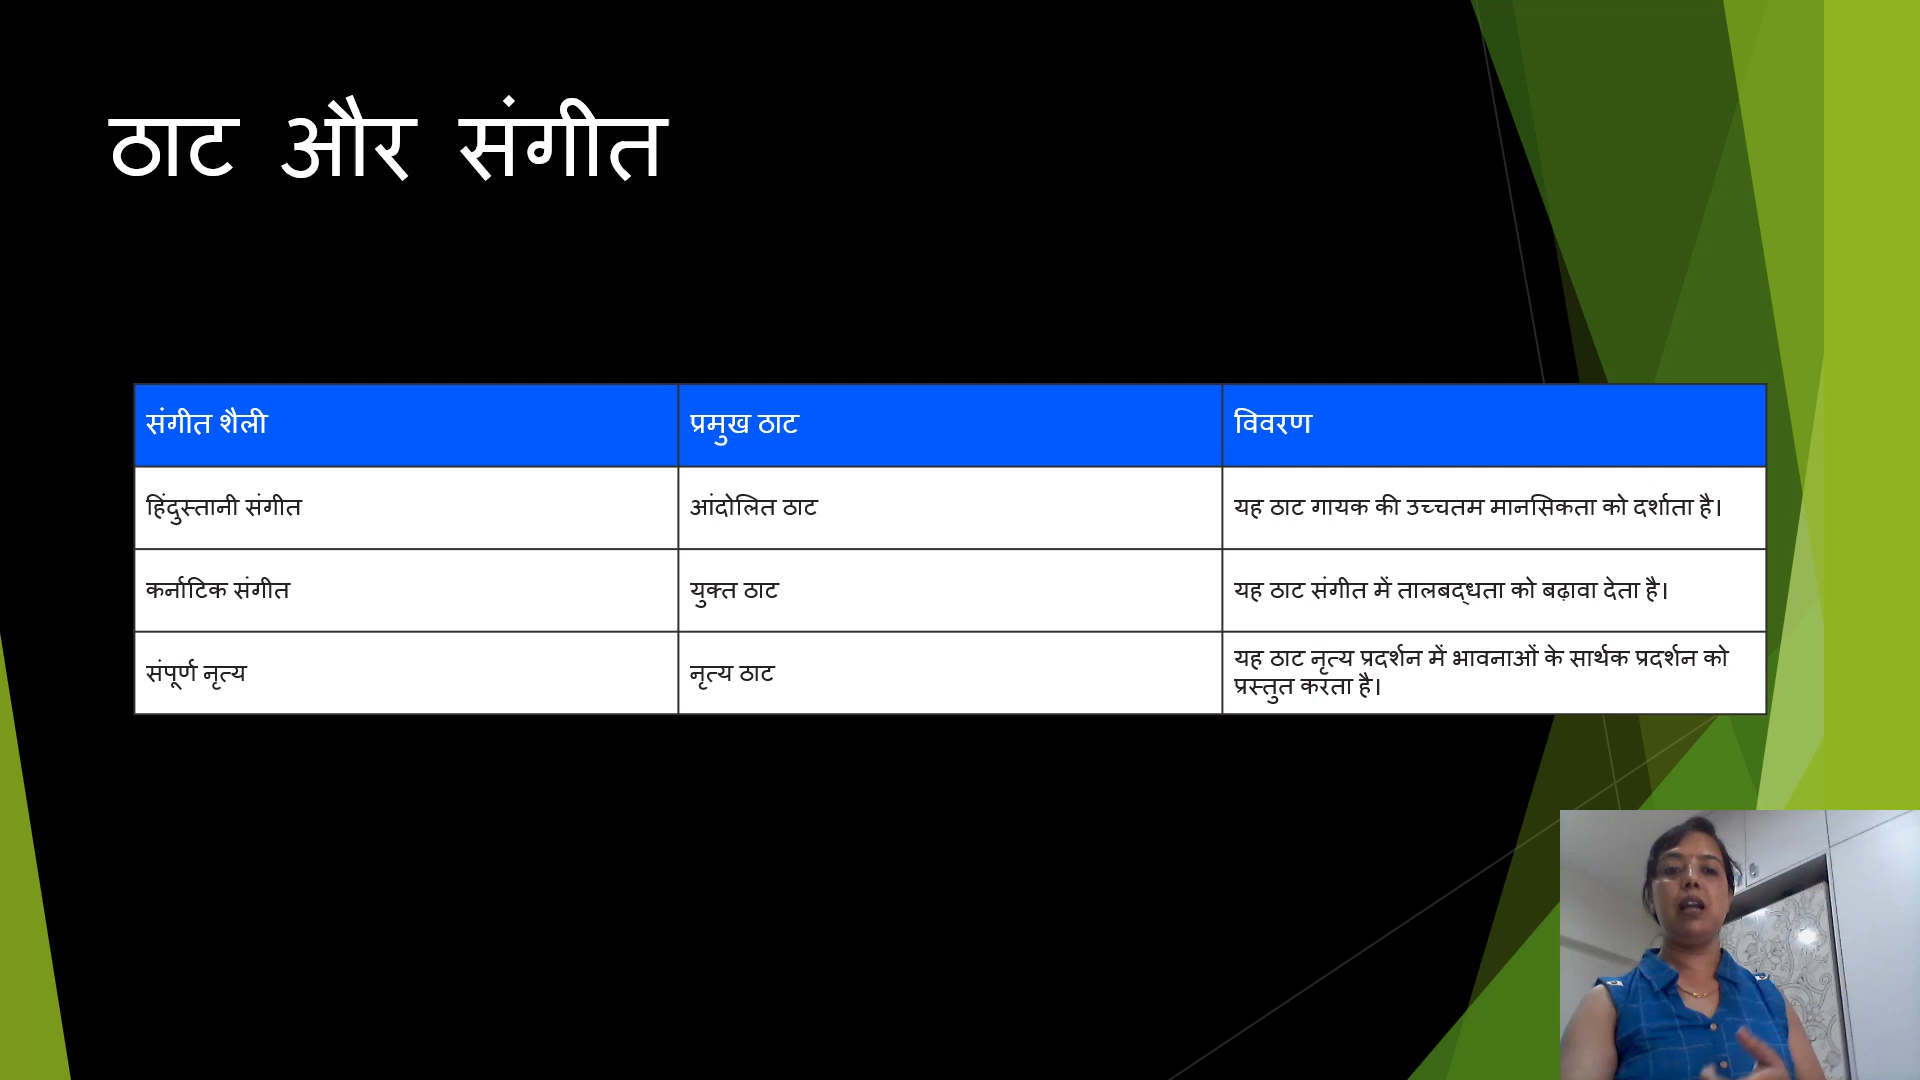 ठाट और संगीत
संगीत शैली
प्रमुख ठाट
विवरण
हिंदुस्तानी संगीत
आंदोलित ठाट
यह ठाट गायक की उच्चतम मानसिकता को दर्शाता है।
कर्नाटिक संगीत
युक्त ठाट
यह ठाट संगीत में तालबद्धता को बढ़ावा देता है।
संपूर्ण नृत्य
नृत्य ठाट
यह ठाट नृत्य प्रदर्शन में भावनाओं के सार्थक प्रदर्शन को
प्रस्तुत करता है।